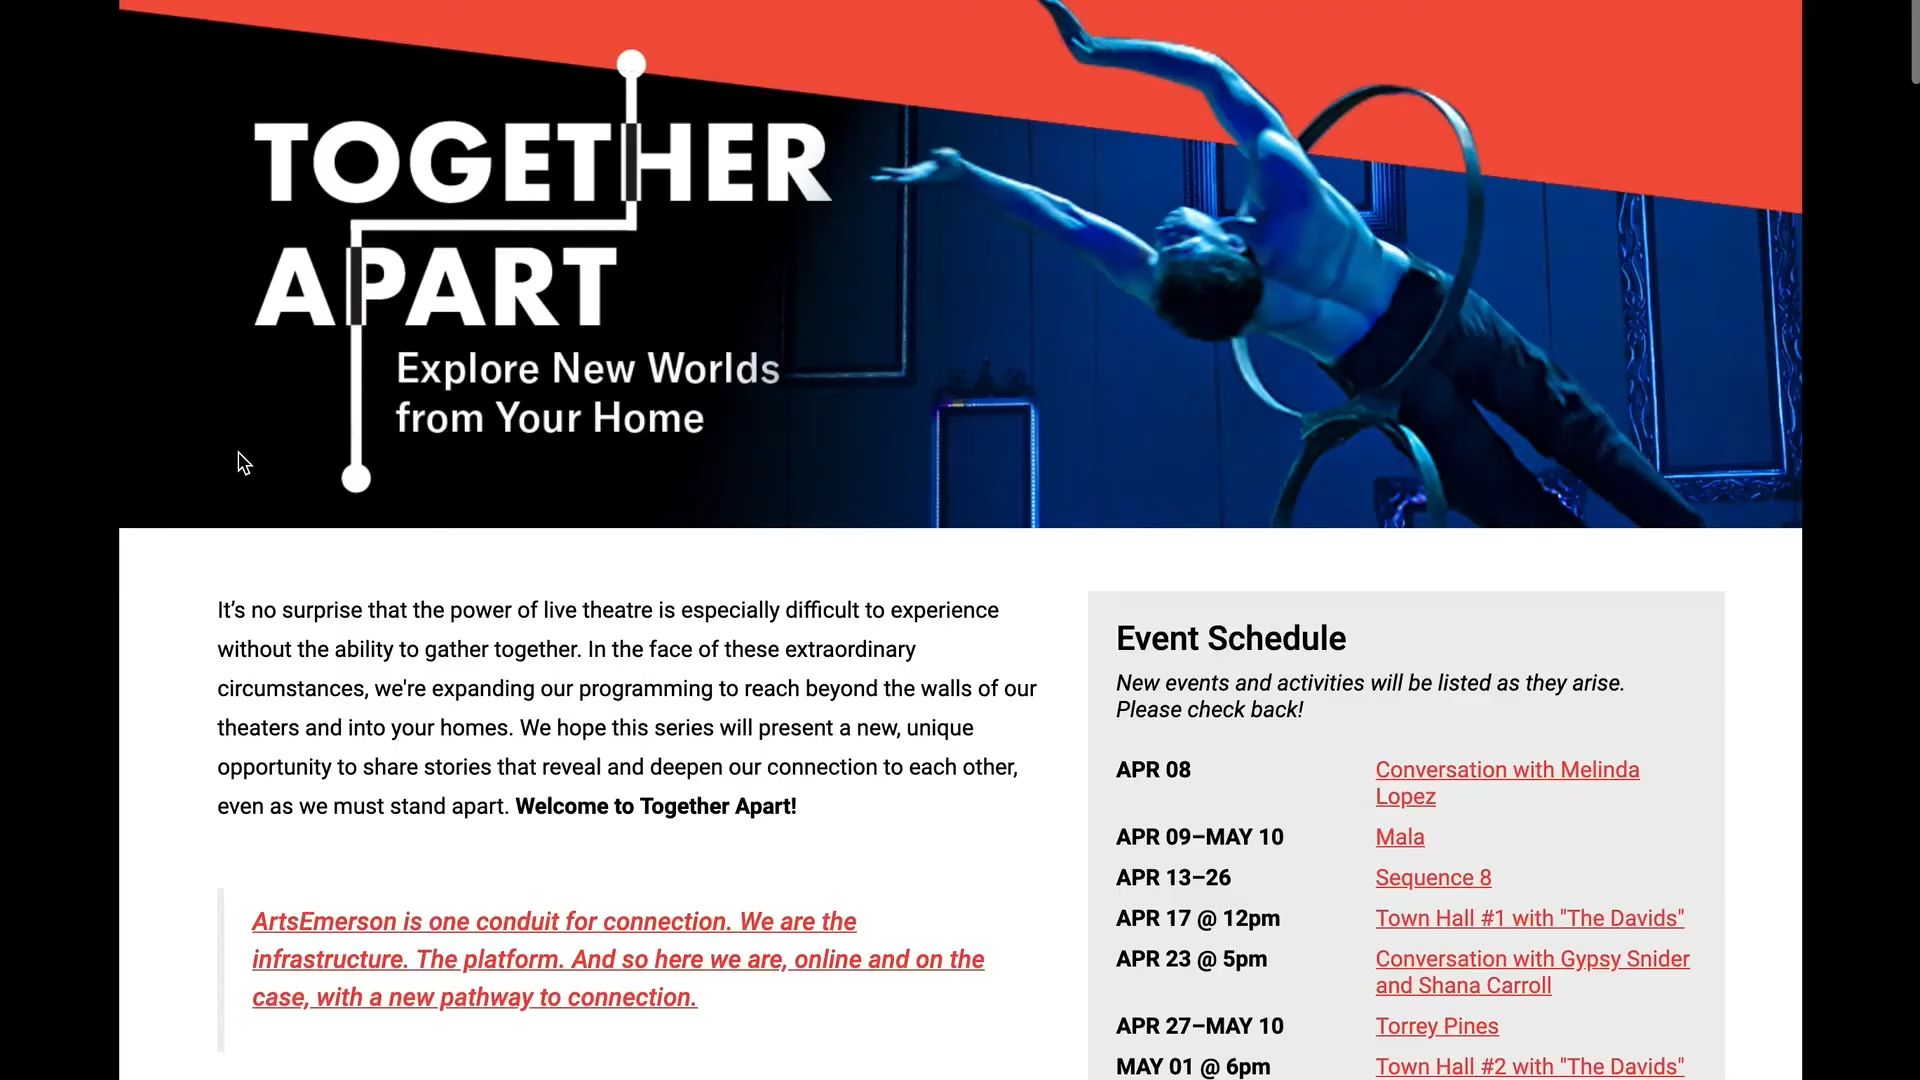 TOGETHER
APART
Explore New Worlds
from Your Home
It’s no surprise that the power of live theatre is especially difficult to experience
without the ability to gather together. In the face of these extraordinary
circumstances, we're expanding our programming to reach beyond the walls of our
theaters and into your homes. We hope this series will present a new, unique
opportunity to share stories that reveal and deepen our connection to each other,
even as we must stand apart. Welcome to Together Apart!
ArtsEmerson is one conduit for connection. We are the
infrastructure. The platform. And so here we are, online and on the
case, with a new pathway to connection.
Event Schedule
New events and activities will be listed as they arise.
Please check back!
APR 08 Conversation with Melinda
Lopez
APR 09–MAY 10 Mala
APR 13–26 Sequence 8
APR 17 @ 12pm Town Hall #1 with "The Davids"
APR 23 @ 5pm Conversation with Gypsy Snider
and Shana Carroll
APR 27–MAY 10 Torrey Pines
MAY 01 @ 6pm Town Hall #2 with "The Davids"